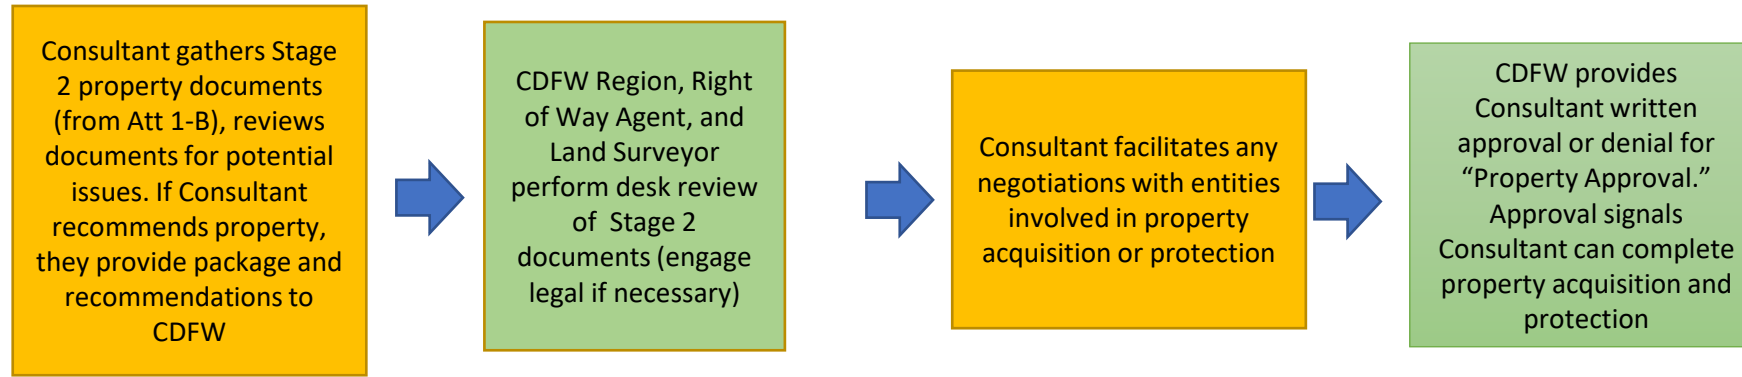 Consultant gathers Stage
2 property documents
(from Att 1-B), reviews
documents for potential
issues. If Consultant
recommends property,
they provide package and
recommendations to
CDFW
CDFW Region, Right
of Way Agent, and
Land Surveyor
perform desk review
of Stage 2
documents (engage
legal if necessary)
Consultant facilitates any
negotiations with entities
involved in property
acquisition or protection
CDFW provides
Consultant written
approval or denial for
“Property Approval.”
Approval signals
Consultant can complete
property acquisition and
protection